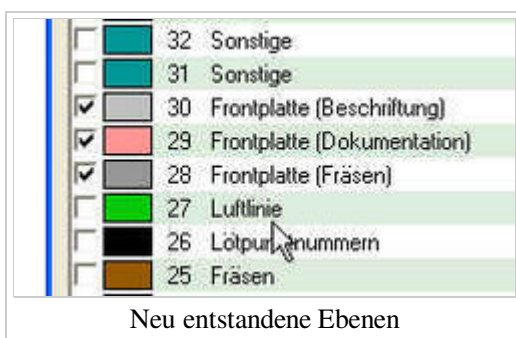 32 Sonstige
31 Sonstige
30 Frontplatte (Beschriftung)
29 Frontplatte (Dokumentation)
28 Frontplatte (Fräsen)
27 Luftlinie
26 Lötpunktnummern
25 Fräsen
Neu entstandene Ebenen